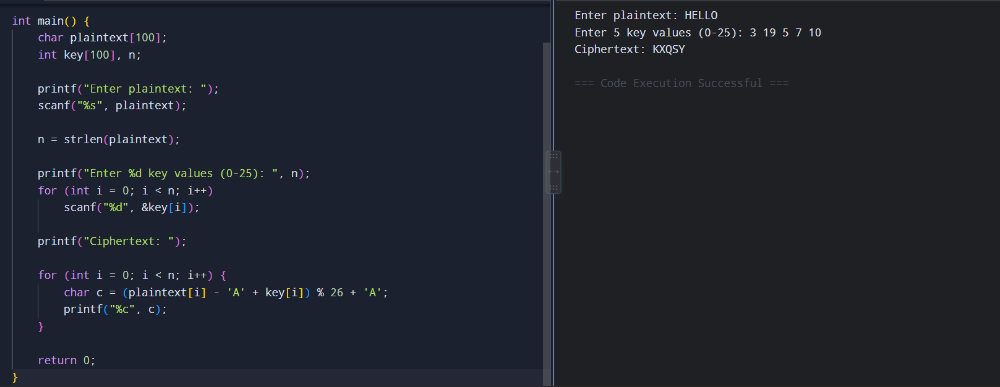 int main() {
    char plaintext[100];
    int key[100], n;

    printf("Enter plaintext: ");
    scanf("%s", plaintext);

    n = strlen(plaintext);

    printf("Enter %d key values (0-25): ", n);
    for (int i = 0; i < n; i++)
        scanf("%d", &key[i]);

    printf("Ciphertext: ");

    for (int i = 0; i < n; i++) {
        char c = (plaintext[i] - 'A' + key[i]) % 26 + 'A';
        printf("%c", c);
    }

    return 0;
}
Enter plaintext: HELLO
Enter 5 key values (0-25): 3 19 5 7 10
Ciphertext: KXQSY

=== Code Execution Successful ===